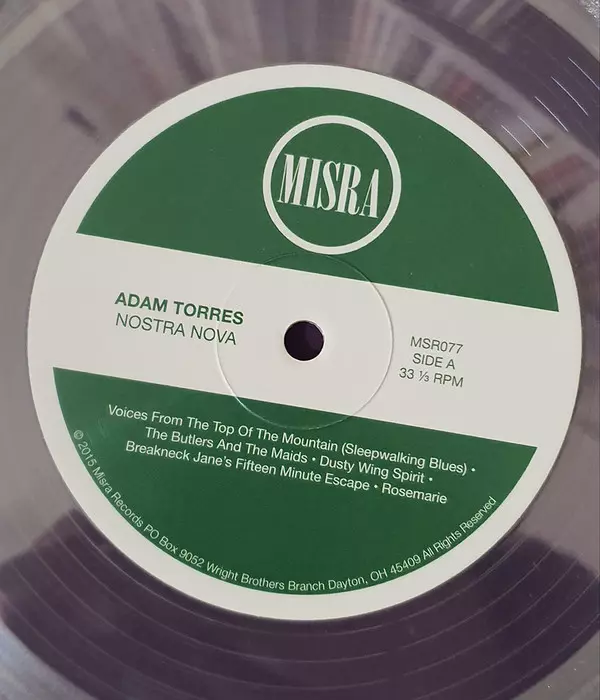 MISRA
ADAM TORRES
NOSTRA NOVA
MSR077
SIDE A
33 ⅓ RPM
Voices From The Top Of The Mountain (Sleepwalking Blues) •
The Butlers And The Maids • Dusty Wing Spirit •
Breakneck Jane's Fifteen Minute Escape • Rosemarie
© 2015 Misra Records PO Box 9052 Wright Brothers Branch Dayton, OH 45409 All Rights Reserved